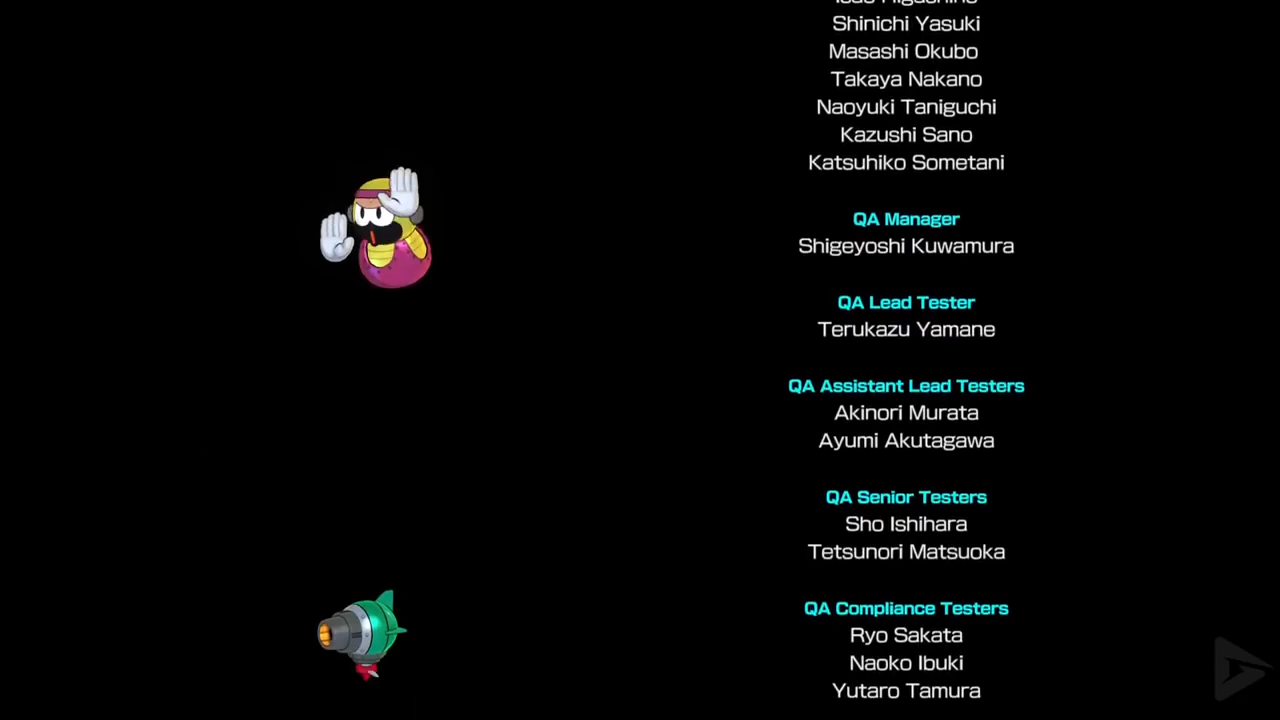 Shinichi Yasuki
Masashi Okubo
Takaya Nakano
Naoyuki Taniguchi
Kazushi Sano
Katsuhiko Sometani
QA Manager
Shigeyoshi Kuwamura
QA Lead Tester
Terukazu Yamane
QA Assistant Lead Testers
Akinori Murata
Ayumi Akutagawa
QA Senior Testers
Sho Ishihara
Tetsunori Matsuoka
QA Compliance Testers
Ryo Sakata
Naoko Ibuki
Yutaro Tamura